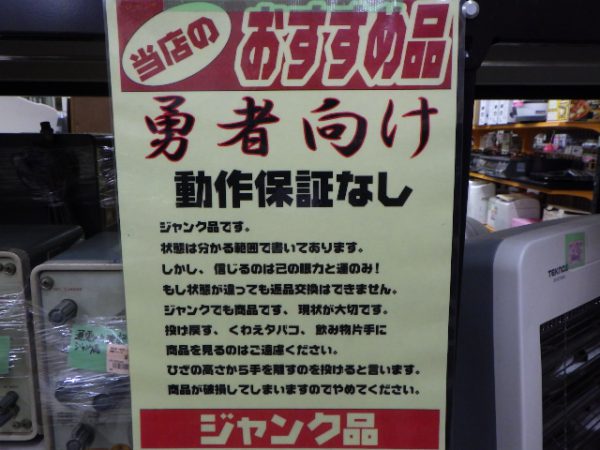 当店の
おすすめ品
勇者向け
動作保証なし
ジャンク品です。
状態は分かる範囲で書いてあります。
しかし、信じるのは己の眼力と運のみ!
もし状態が違っても返品交換はできません。
ジャンクでも商品です、現状が大切です。
投げ戻す、くわえタバコ、飲み物片手に
商品を見るのはご遠慮ください。
ひざの高さから手を離すのを投げると言います。
商品が破損してしまいますのでやめてください。
ジャンク品
TEKNOS